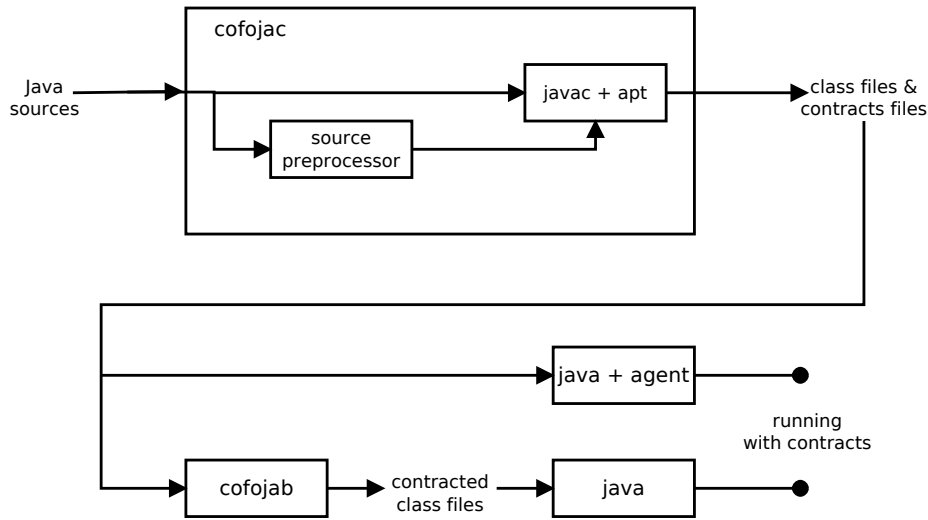 cofojac
Java
sources
javac + apt
class files &
contracts files
source
preprocessor
java + agent
running
with contracts
cofojab
contracted
class files
java